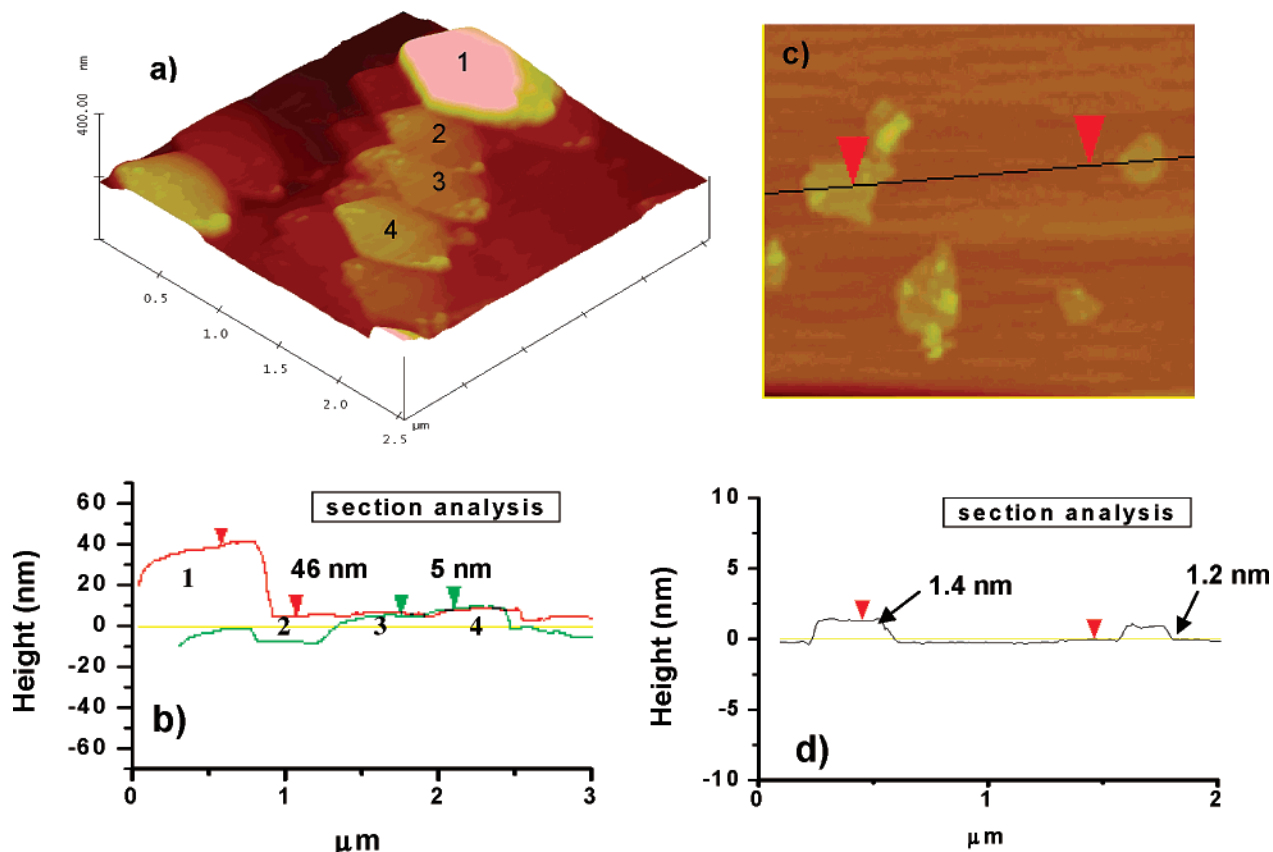 a)
nm
400.00
1
2
3
4
0.5
1.0
1.5
2.0
2.5
µm
c)
section analysis
60
40
20
0
-20
-40
-60
Height (nm)
46 nm
5 nm
1
2
3
4
b)
0
1
2
3
µm
section analysis
10
5
0
-5
-10
Height (nm)
1.4 nm
1.2 nm
d)
0
1
2
µm